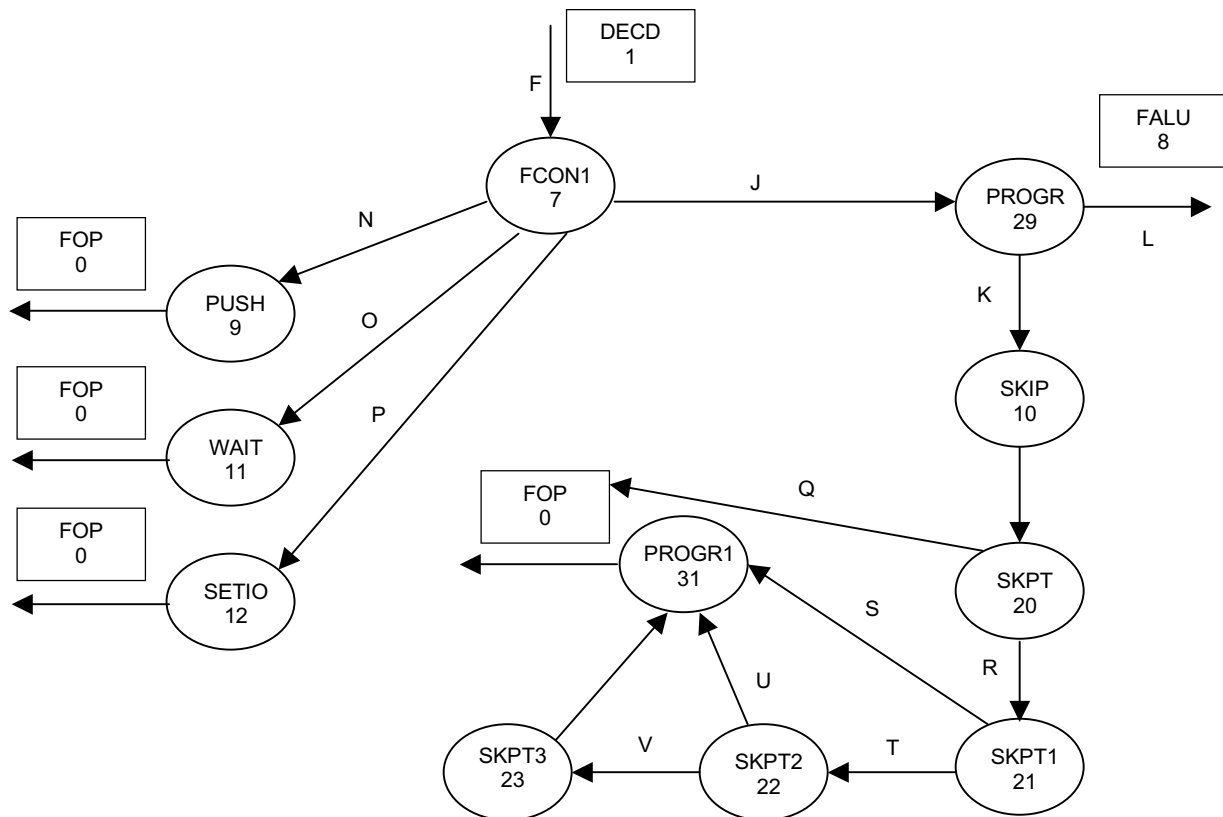 DECD
1
F
FALU
8
FCON1
7
J
PROGR
29
L
N
FOP
0
PUSH
9
O
K
FOP
0
P
SKIP
10
WAIT
11
Q
FOP
0
FOP
0
PROGR1
31
SETIO
12
SKPT
20
S
R
U
SKPT3
23
V
SKPT2
22
T
SKPT1
21